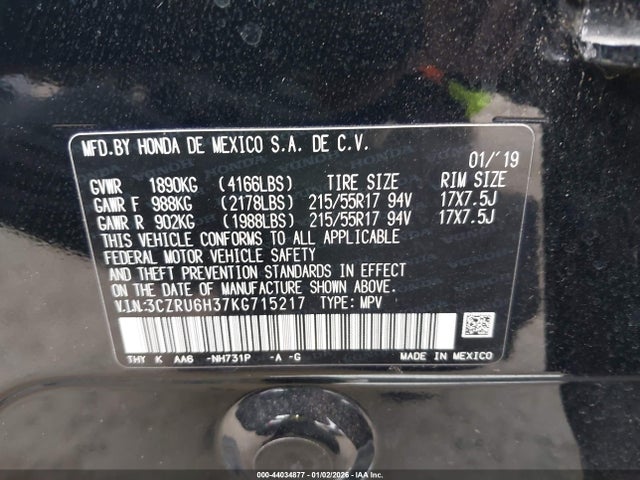 MFD.BY HONDA DE MEXICO S.A. DE C.V.
01/'19
GVWR 1890KG (4166LBS) TIRE SIZE RIM SIZE
GAWR F 988KG (2178LBS) 215/55R17 94V 17X7.5J
GAWR R 902KG (1988LBS) 215/55R17 94V 17X7.5J
THIS VEHICLE CONFORMS TO ALL APPLICABLE
FEDERAL MOTOR VEHICLE SAFETY
AND THEFT PREVENTION STANDARDS IN EFFECT
ON THE DATE OF MANUFACTURE SHOWN ABOVE.
V.I.N.:3CZRU6H37KG715217 TYPE: MPV
THY K AA6 -NH731P -A -G MADE IN MEXICO
000-44034877 - 01/02/2026 - IAA Inc.